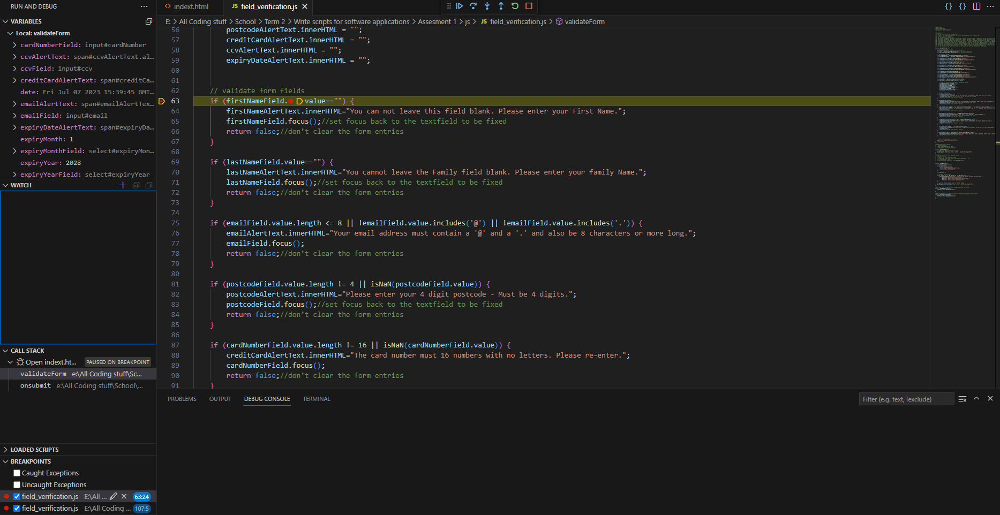 RUN AND DEBUG ···
indext.html
JS field_verification.js
E: > All Coding stuff > School > Term 2 > Write scripts for software applications > Assesment 1 > js > JS field_verification.js > validateForm
VARIABLES
Local: validateForm
cardNumberField: input#cardNumber
ccvAlertText: span#ccvAlertText.al...
ccvField: input#ccv
creditCardAlertText: span#creditCa...
date: Fri Jul 07 2023 15:39:45 GMT...
emailAlertText: span#emailAlertTex...
emailField: input#email
expiryDateAlertText: span#expiryDa...
expiryMonth: 1
expiryMonthField: select#expiryMon...
expiryYear: 2028
expiryYearField: select#expiryYear
WATCH
CALL STACK
Open indext.ht... PAUSED ON BREAKPOINT
validateForm e:\All Coding stuff\Sc...
onsubmit e:\All Coding stuff\School\...
LOADED SCRIPTS
BREAKPOINTS
Caught Exceptions
Uncaught Exceptions
field_verification.js E:\All ... 63:24
field_verification.js E:\All Coding ... 107:5
56 postcodeAlertText.innerHTML = "";
57 creditCardAlertText.innerHTML = "";
58 ccvAlertText.innerHTML = "";
59 expiryDateAlertText.innerHTML = "";
60
61
62 // validate form fields
63 if (firstNameField.value=="") {
64 firstNameAlertText.innerHTML="You can not leave this field blank. Please enter your First Name.";
65 firstNameField.focus();//set focus back to the textfield to be fixed
66 return false;//don’t clear the form entries
67 }
68
69 if (lastNameField.value=="") {
70 lastNameAlertText.innerHTML="You cannot leave the Family field blank. Please enter your family Name.";
71 lastNameField.focus();//set focus back to the textfield to be fixed
72 return false;//don’t clear the form entries
73 }
74
75 if (emailField.value.length <= 8 || !emailField.value.includes('@') || !emailField.value.includes('.')) {
76 emailAlertText.innerHTML="Your email address must contain a '@' and a '.' and also be 8 characters or more long.";
77 emailField.focus();
78 return false;//don’t clear the form entries
79 }
80
81 if (postcodeField.value.length != 4 || isNaN(postcodeField.value)) {
82 postcodeAlertText.innerHTML="Please enter your 4 digit postcode - Must be 4 digits.";
83 postcodeField.focus();//set focus back to the textfield to be fixed
84 return false;//don’t clear the form entries
85 }
86
87 if (cardNumberField.value.length != 16 || isNaN(cardNumberField.value)) {
88 creditCardAlertText.innerHTML="The card number must 16 numbers with no letters. Please re-enter.";
89 cardNumberField.focus();
90 return false;//don’t clear the form entries
91 }
PROBLEMS OUTPUT DEBUG CONSOLE TERMINAL
Filter (e.g. text, !exclude)